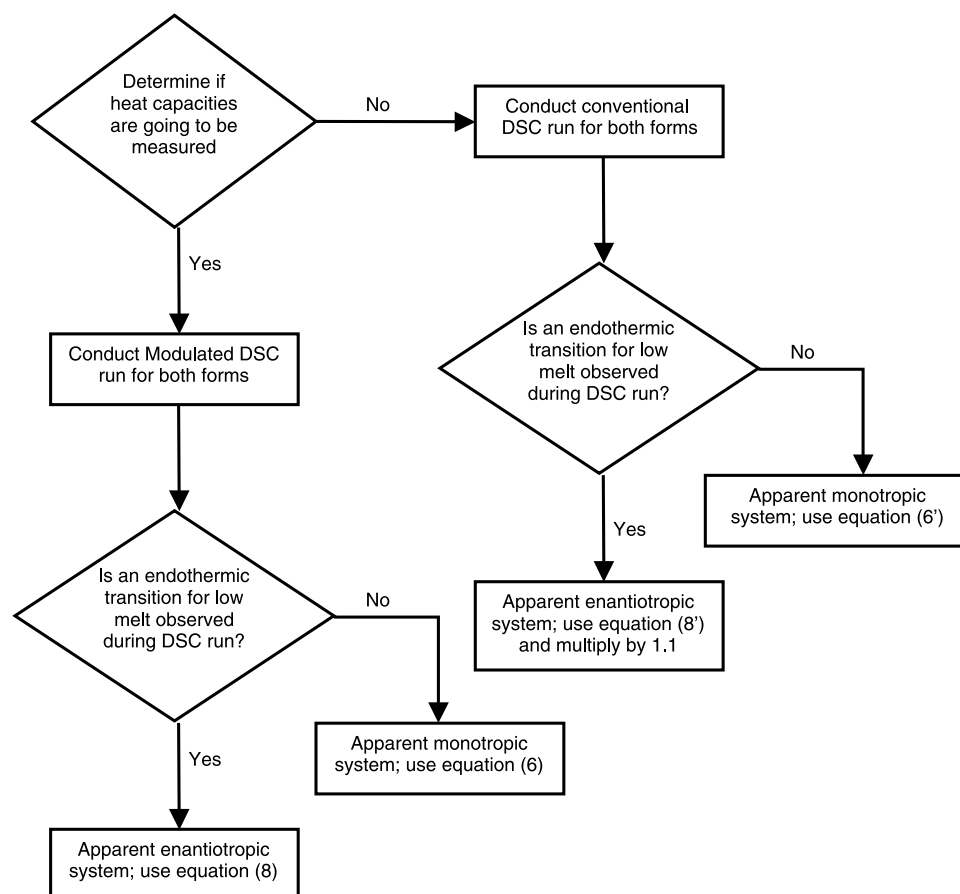 Determine if
heat capacities
are going to be
measured
No
Conduct conventional
DSC run for both forms
Yes
Conduct Modulated DSC
run for both forms
Is an endothermic
transition for low
melt observed
during DSC run?
No
Apparent monotropic
system; use equation (6’)
Yes
Apparent enantiotropic
system; use equation (8’)
and multiply by 1.1
Is an endothermic
transition for low
melt observed
during DSC run?
No
Apparent monotropic
system; use equation (6)
Yes
Apparent enantiotropic
system; use equation (8)